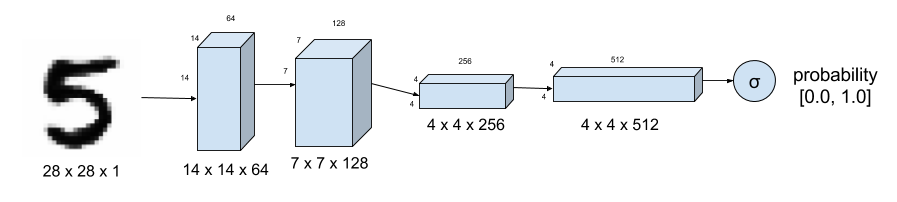 64
14
14
128
7
7
256
4
4
512
4
4
5
σ
probability
[0.0, 1.0]
28 x 28 x 1
14 x 14 x 64
7 x 7 x 128
4 x 4 x 256
4 x 4 x 512